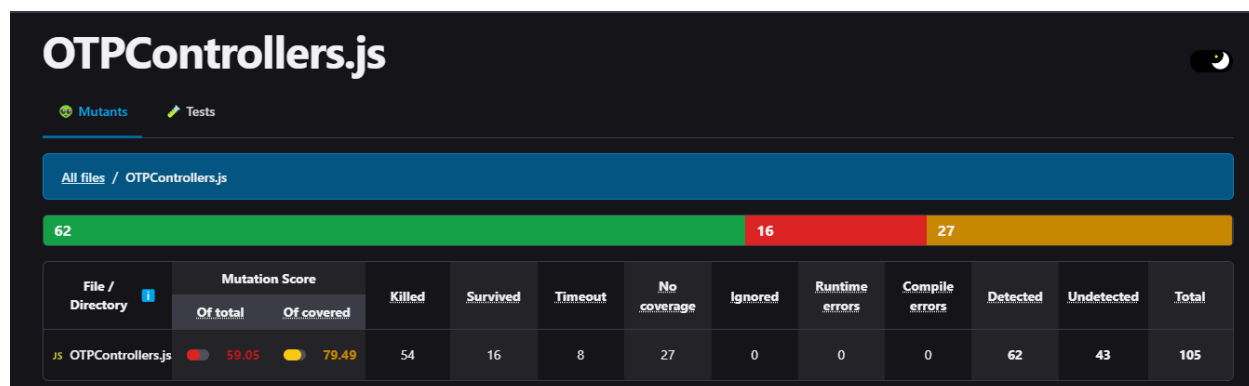 OTPControllers.js
Mutants Tests
All files / OTPControllers.js
62 16 27
File / Directory Mutation Score Of total Of covered Killed Survived Timeout No coverage Ignored Runtime errors Compile errors Detected Undetected Total
JS OTPControllers.js 59.05 79.49 54 16 8 27 0 0 0 62 43 105